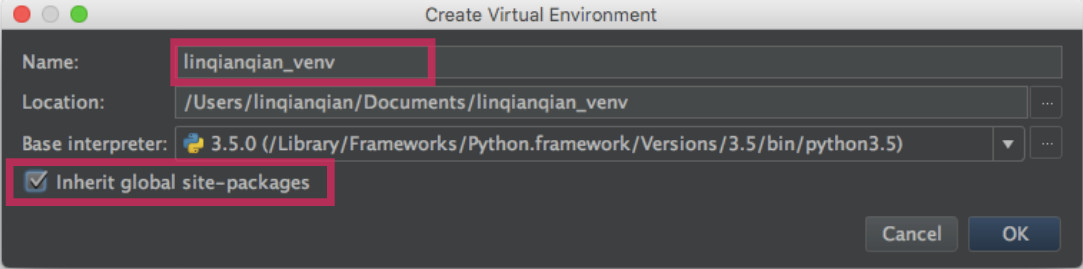 Create Virtual Environment
Name: linqianqian_venv
Location: /Users/linqianqian/Documents/linqianqian_venv ...
Base interpreter: 3.5.0 (/Library/Frameworks/Python.framework/Versions/3.5/bin/python3.5) ...
Inherit global site-packages
Cancel OK